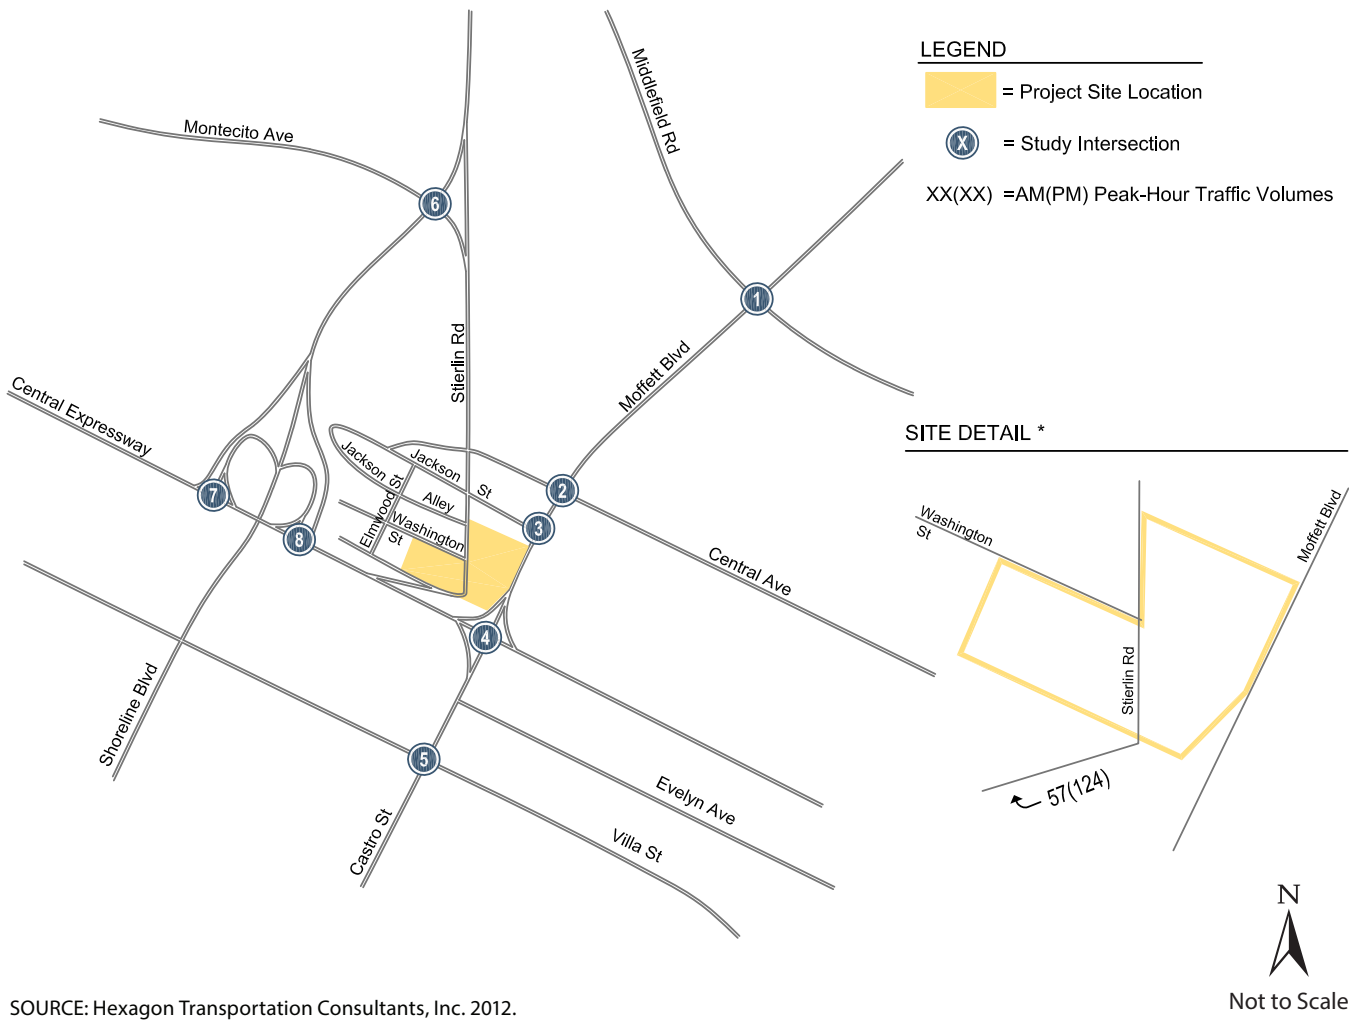 LEGEND
= Project Site Location
X = Study Intersection
XX(XX) =AM(PM) Peak-Hour Traffic Volumes
Middlefield Rd
Montecito Ave
6
1
Stierlin Rd
Moffett Blvd
Central Expressway
Jackson St
Jackson Alley
Elmwood St
Washington St
2
3
7
8
4
5
Central Ave
Shoreline Blvd
Castro St
Evelyn Ave
Villa St
SITE DETAIL *
Washington St
Moffett Blvd
Stierlin Rd
57(124)
N
Not to Scale
SOURCE: Hexagon Transportation Consultants, Inc. 2012.